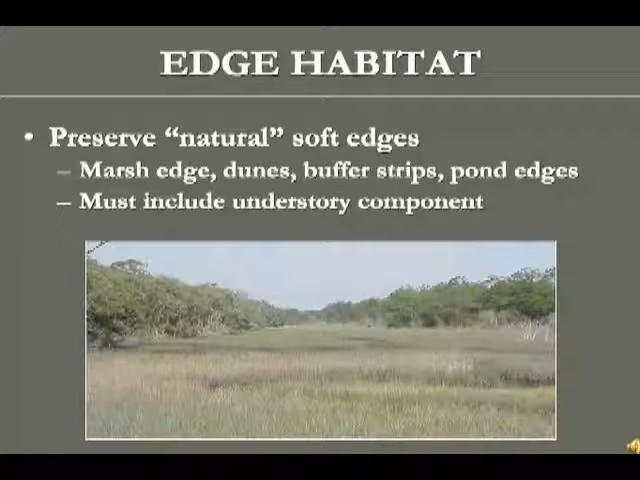 EDGE HABITAT
• Preserve “natural” soft edges
– Marsh edge, dunes, buffer strips, pond edges
– Must include understory component